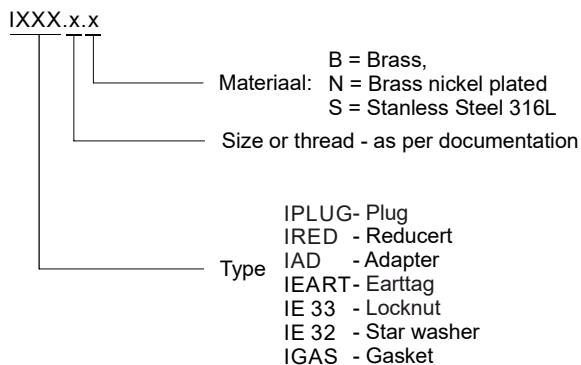 IXXX.x.x
Materiaal: B = Brass,
N = Brass nickel plated
S = Stanless Steel 316L
Size or thread - as per documentation
Type
IPLUG- Plug
IRED - Reducert
IAD - Adapter
IEART- Earttag
IE 33 - Locknut
IE 32 - Star washer
IGAS - Gasket